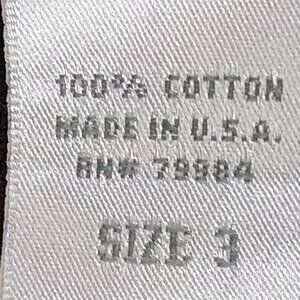 100% COTTON
MADE IN U.S.A.
RN# 79984
SIZE 3